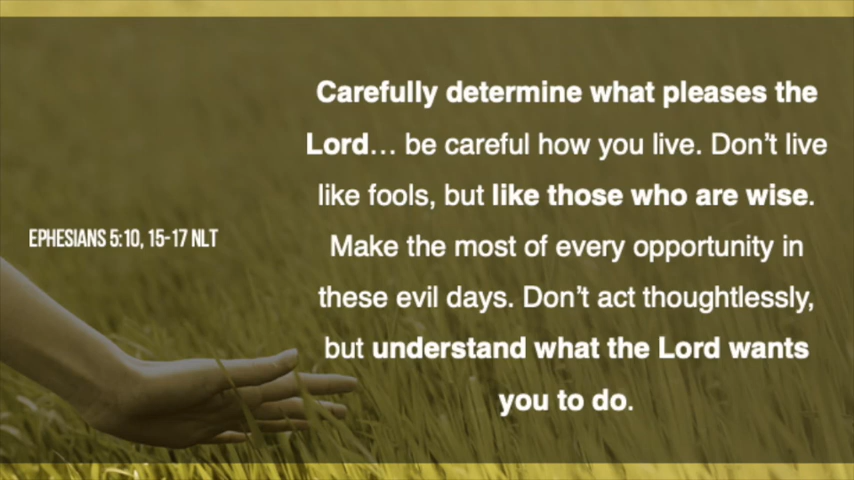 EPHESIANS 5:10, 15-17 NLT
Carefully determine what pleases the
Lord… be careful how you live. Don’t live
like fools, but like those who are wise.
Make the most of every opportunity in
these evil days. Don’t act thoughtlessly,
but understand what the Lord wants
you to do.